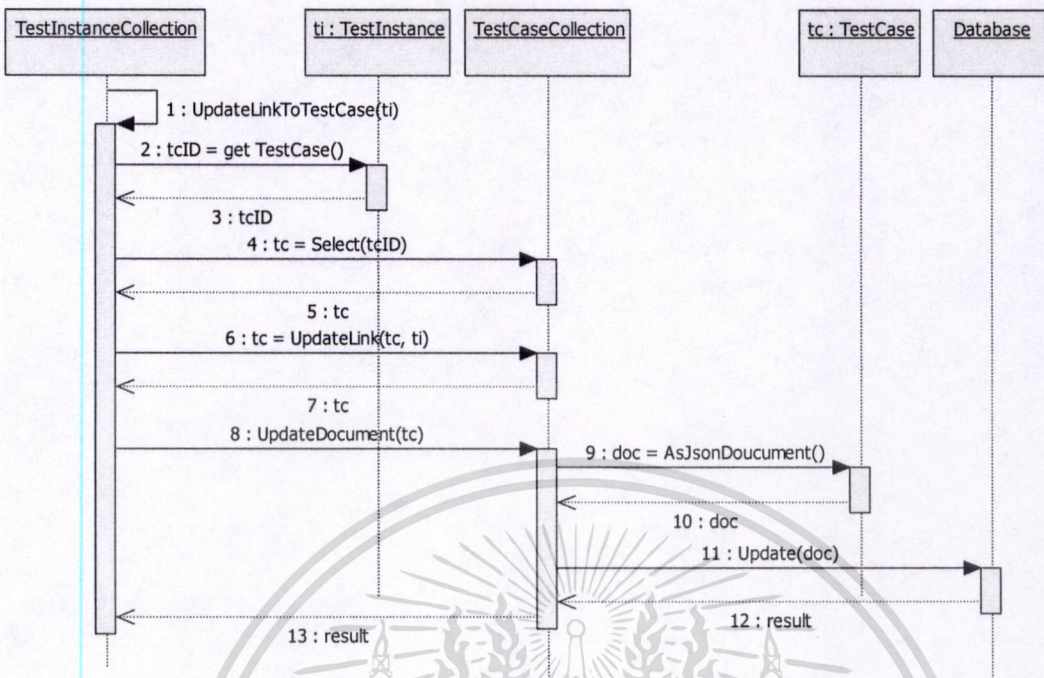 TestInstanceCollection
ti : TestInstance
TestCaseCollection
tc : TestCase
Database
1 : UpdateLinkToTestCase(ti)
2 : tcID = get TestCase()
3 : tcID
4 : tc = Select(tcID)
5 : tc
6 : tc = UpdateLink(tc, ti)
7 : tc
8 : UpdateDocument(tc)
9 : doc = AsJsonDoucument()
10 : doc
11 : Update(doc)
12 : result
13 : result